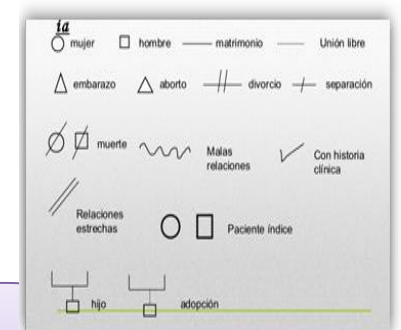 ía
mujer hombre matrimonio Unión libre
embarazo aborto divorcio separación
muerte Malas relaciones Con historia clínica
Relaciones estrechas Paciente índice
hijo adopción